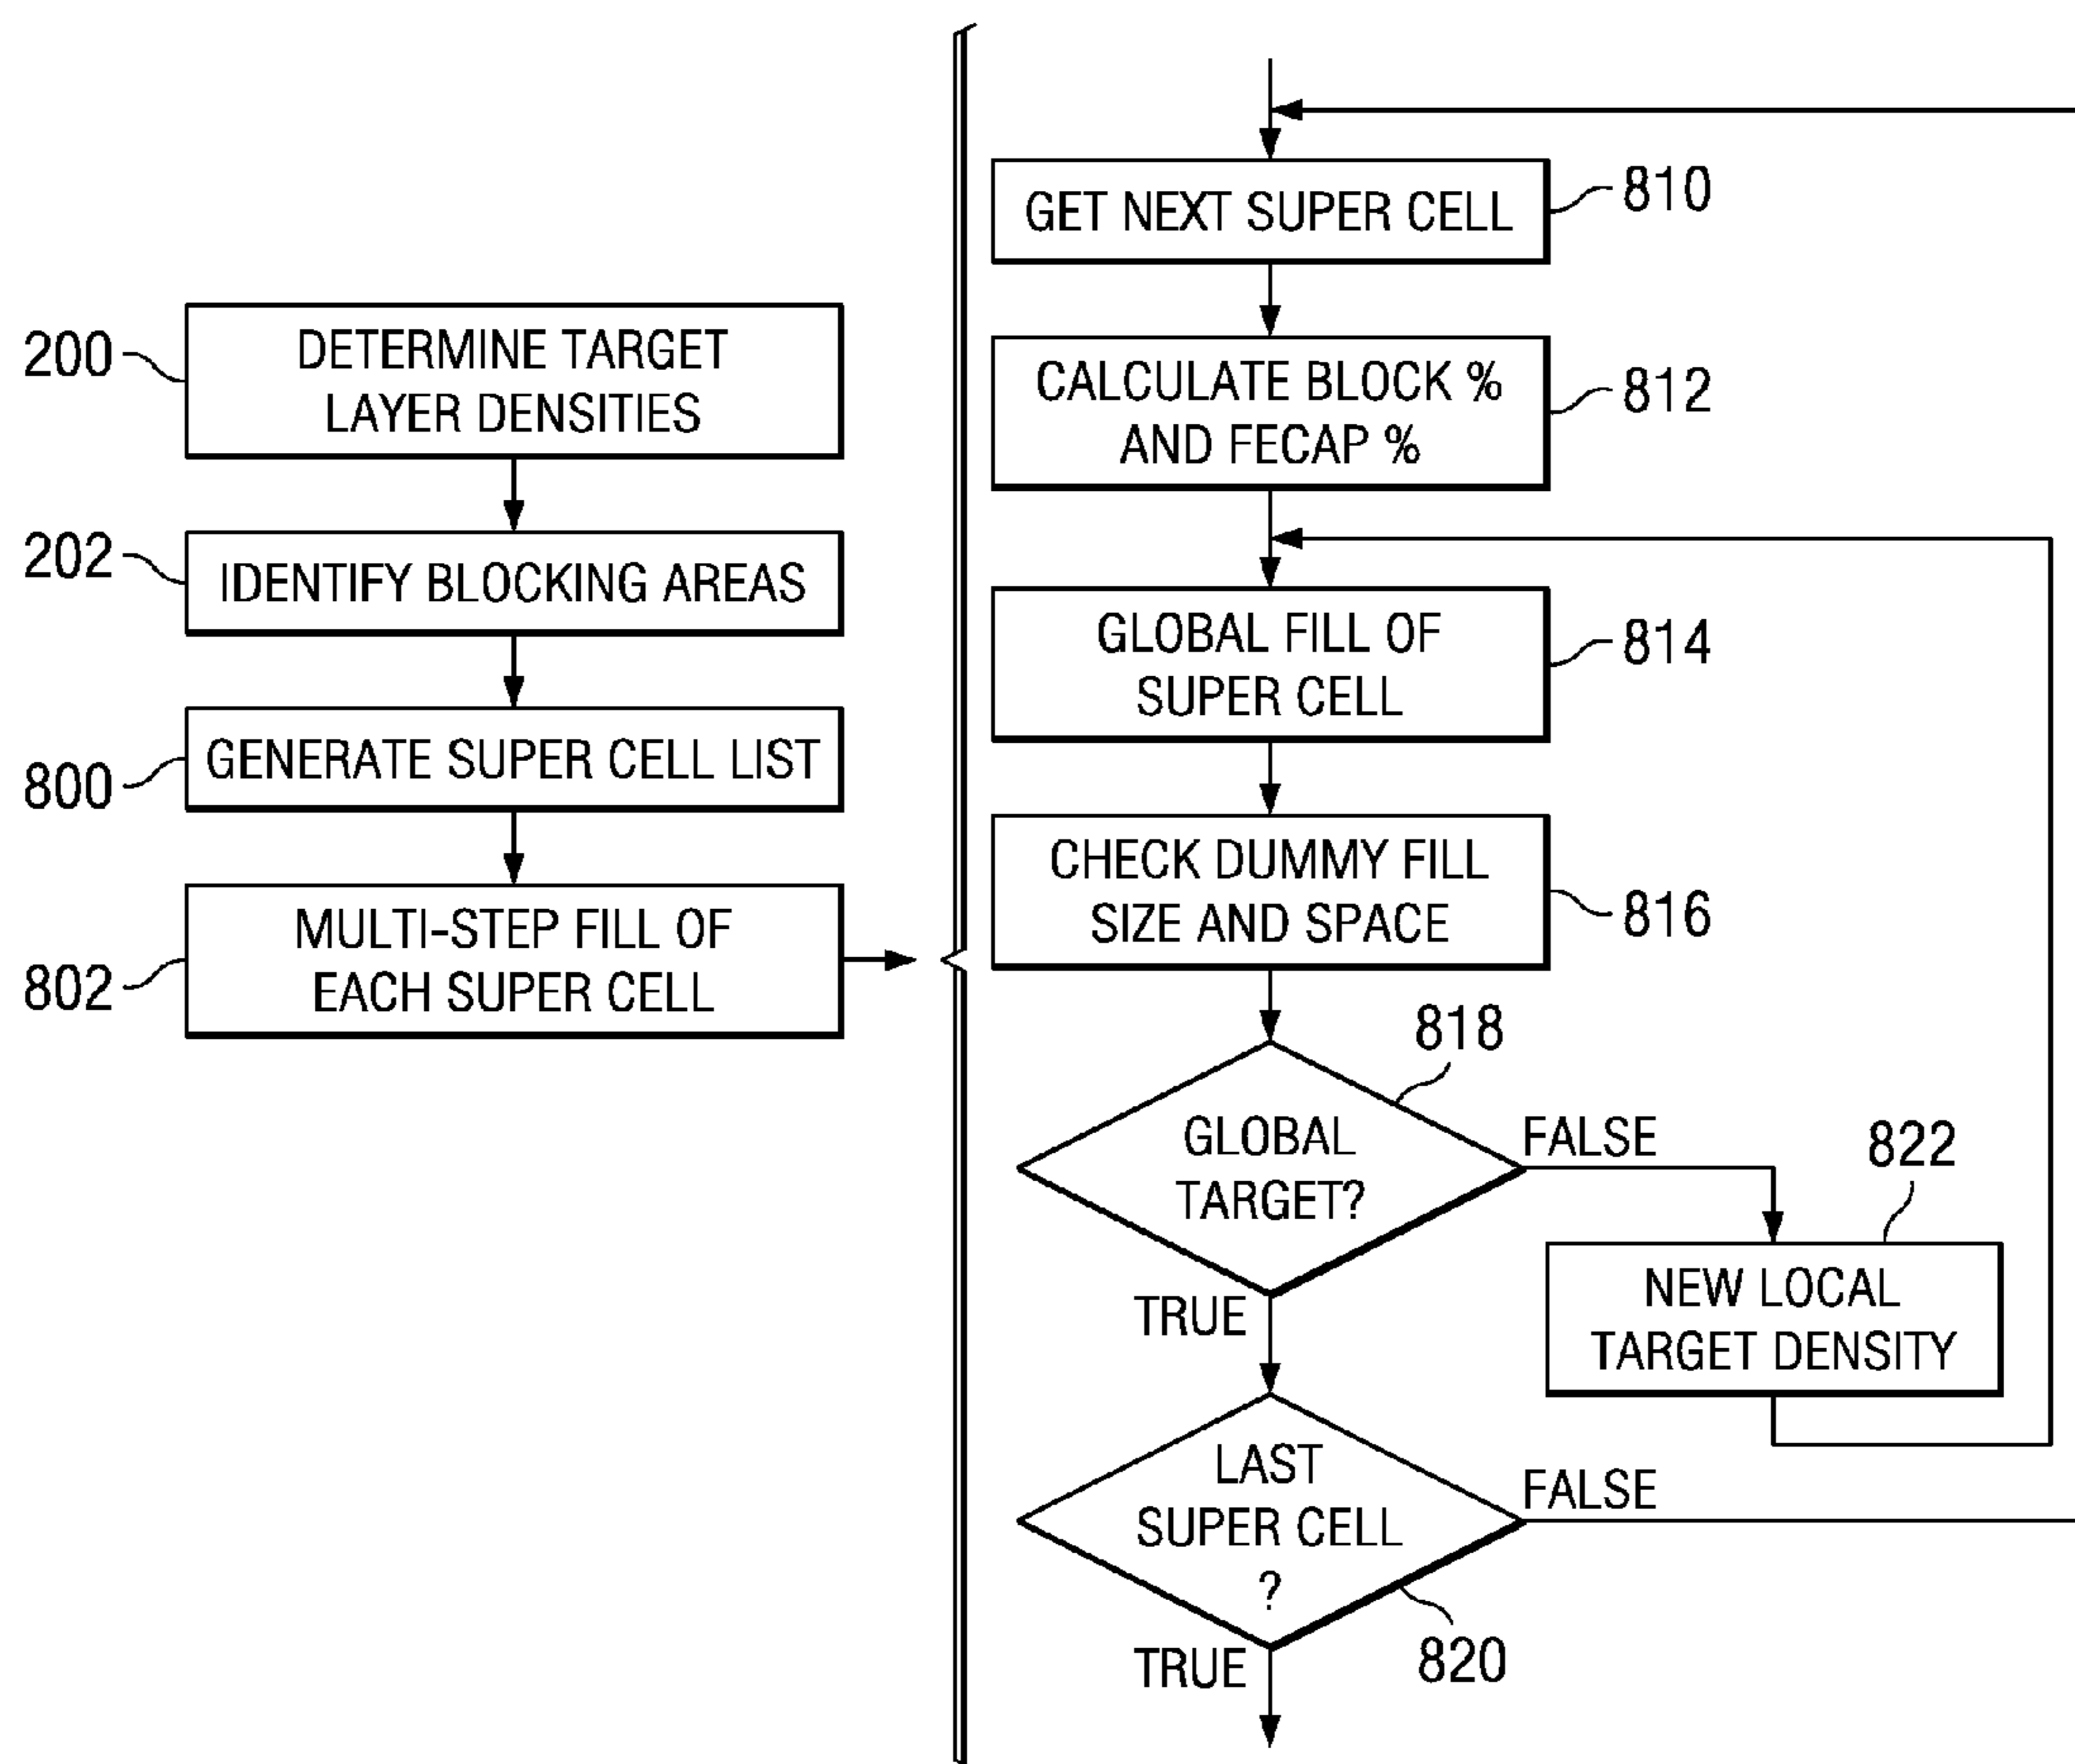 200
DETERMINE TARGET
LAYER DENSITIES
202
IDENTIFY BLOCKING AREAS
800
GENERATE SUPER CELL LIST
802
MULTI-STEP FILL OF
EACH SUPER CELL
GET NEXT SUPER CELL
810
CALCULATE BLOCK %
AND FECAP %
812
GLOBAL FILL OF
SUPER CELL
814
CHECK DUMMY FILL
SIZE AND SPACE
816
818
GLOBAL
TARGET?
FALSE
TRUE
822
NEW LOCAL
TARGET DENSITY
LAST
SUPER CELL
?
FALSE
TRUE
820